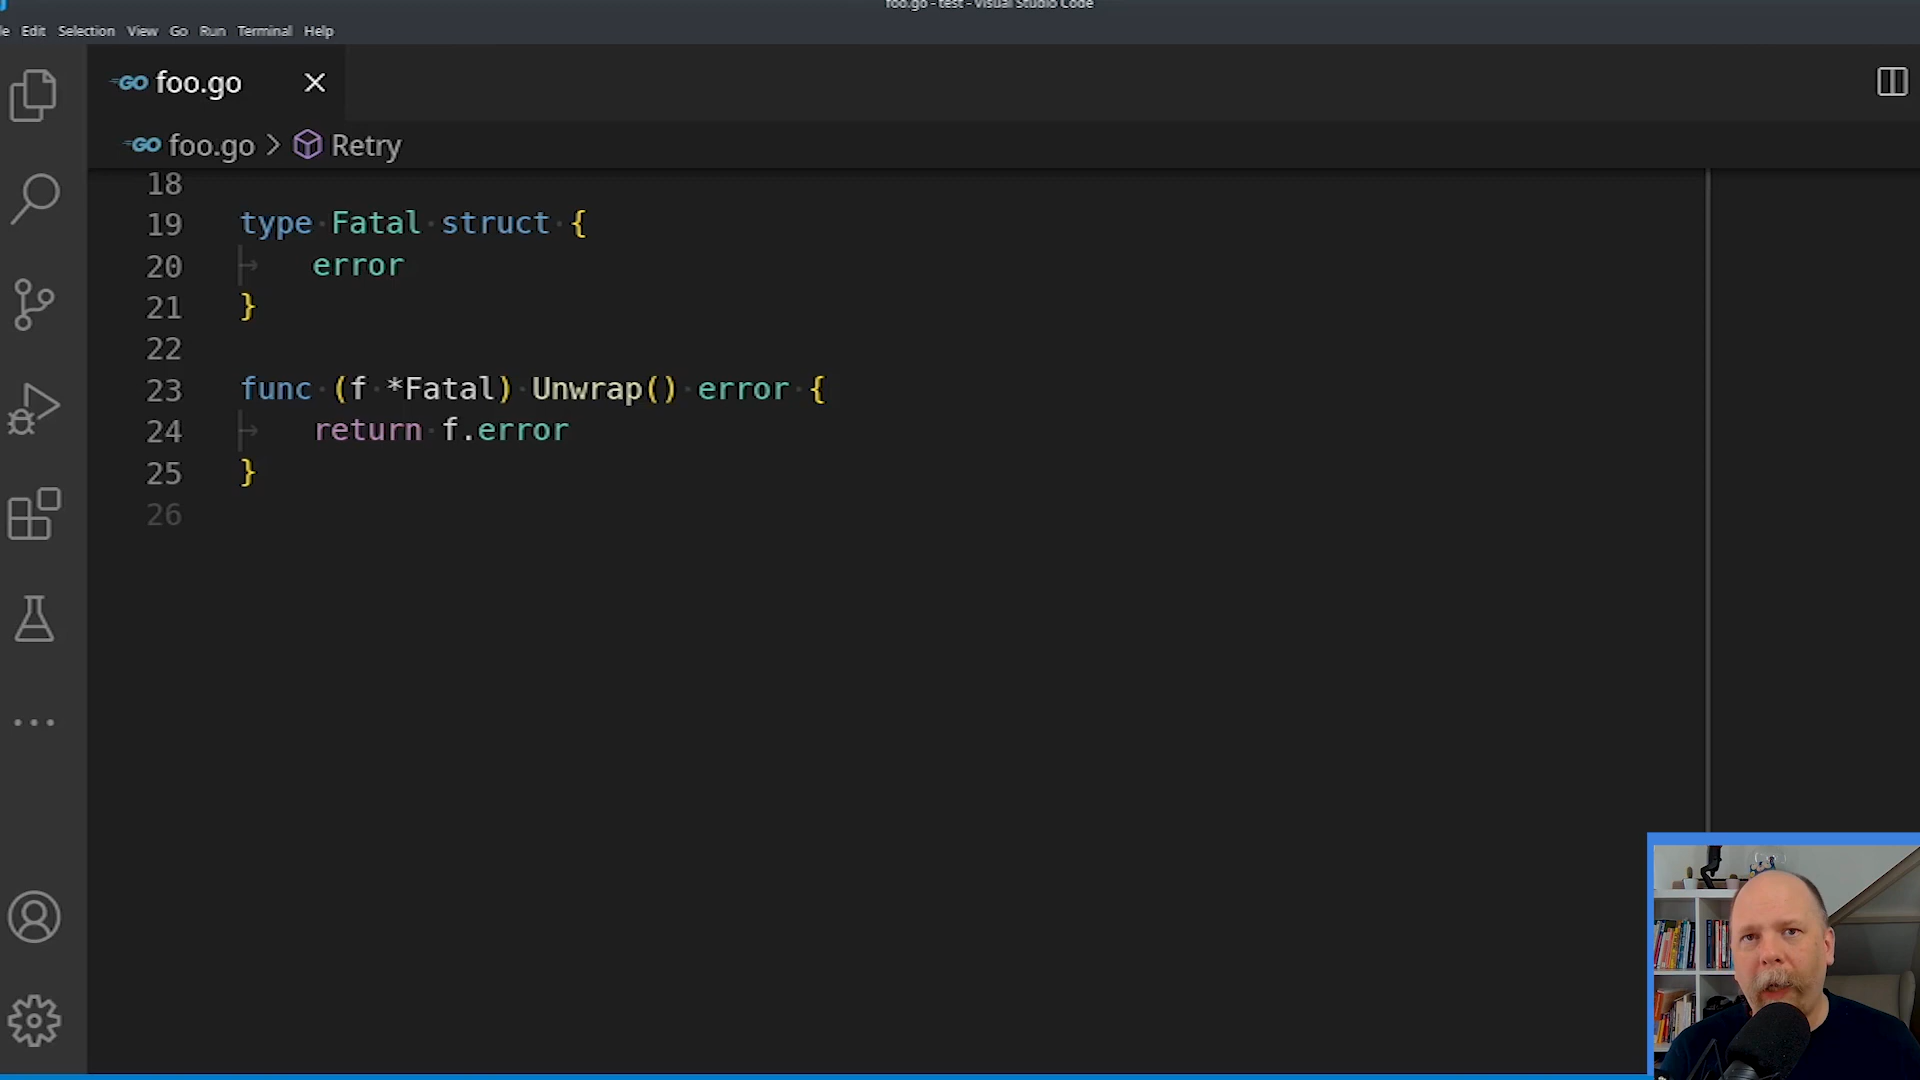 foo.go - test - Visual Studio Code
Edit Selection View Go Run Terminal Help
GO foo.go
GO foo.go > Retry
18
19 type Fatal struct {
20 error
21 }
22
23 func (f *Fatal) Unwrap() error {
24 return f.error
25 }
26